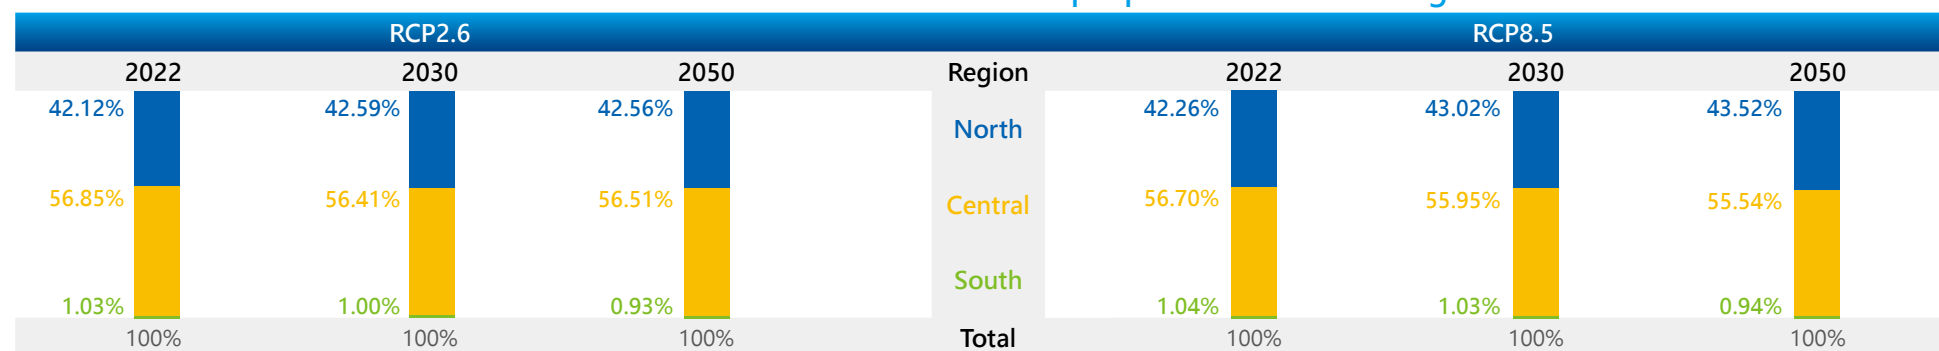 RCP2.6 RCP8.5
2022 2030 2050 Region 2022 2030 2050
42.12% 42.59% 42.56% 42.26% 43.02% 43.52%
North
56.85% 56.41% 56.51% Central 56.70% 55.95% 55.54%
South
1.03% 1.00% 0.93% 1.04% 1.03% 0.94%
100% 100% 100% Total 100% 100% 100%